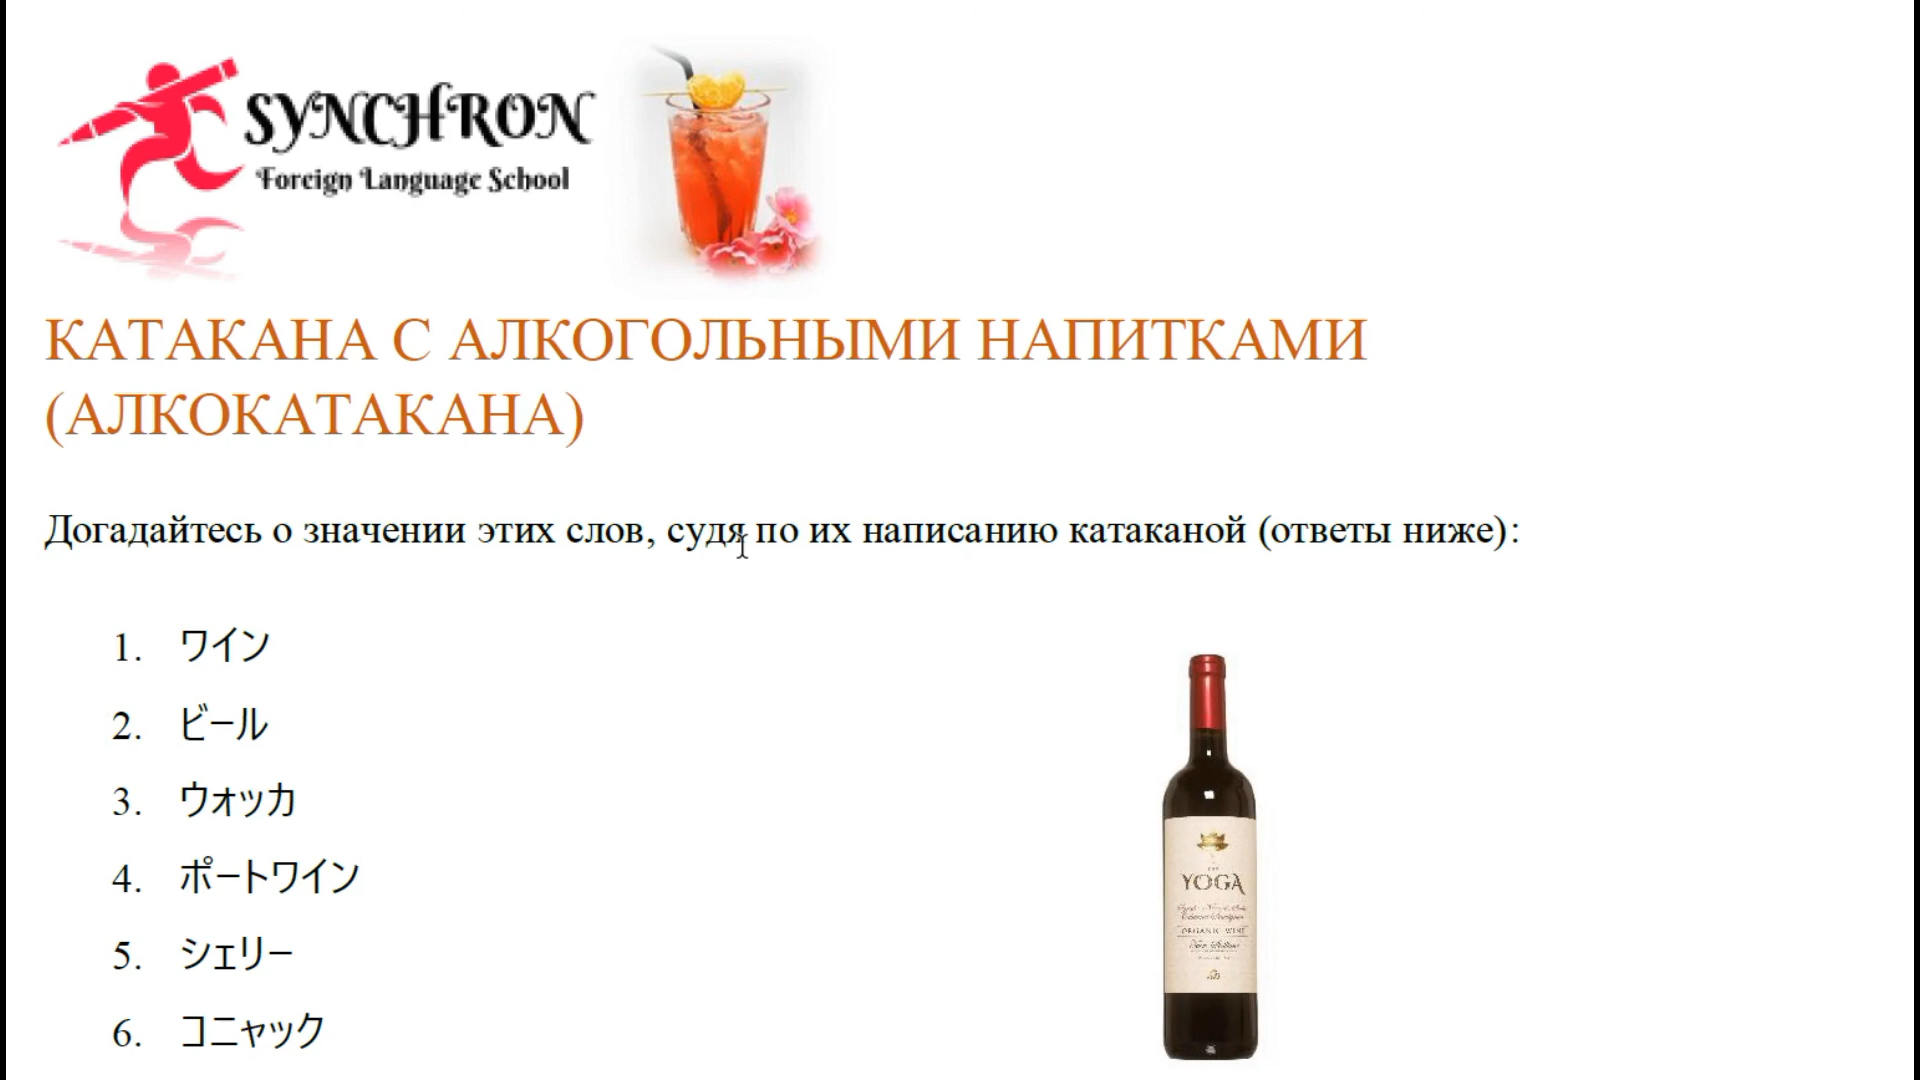 SYNCHRON
Foreign Language School
КАТАКАНА С АЛКОГОЛЬНЫМИ НАПИТКАМИ
(АЛКОКАТАКАНА)
Догадайтесь о значении этих слов, судя по их написанию катаканой (ответы ниже):
1. ワイン
2. ビール
3. ウォッカ
4. ポートワイン
5. シェリー
6. コニャック
YOGA
ORGANIC WINE